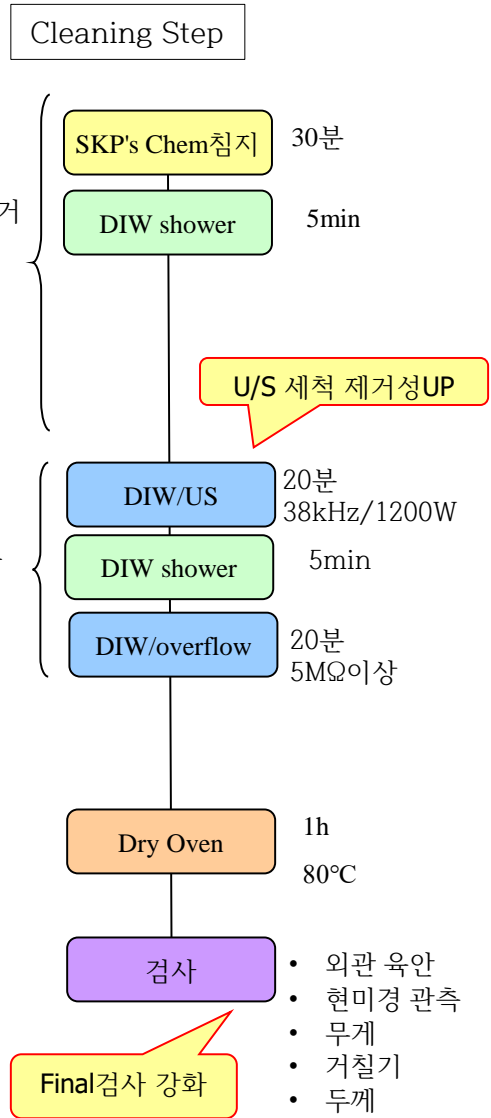 Cleaning Step
SKP's Chem침지
30분
거
DIW shower
5min
U/S 세척 제거성UP
DIW/US
20분
38kHz/1200W
DIW shower
5min
DIW/overflow
20분
5MΩ이상
Dry Oven
1h
80℃
검사
• 외관 육안
• 현미경 관측
• 무게
• 거칠기
• 두께
Final검사 강화